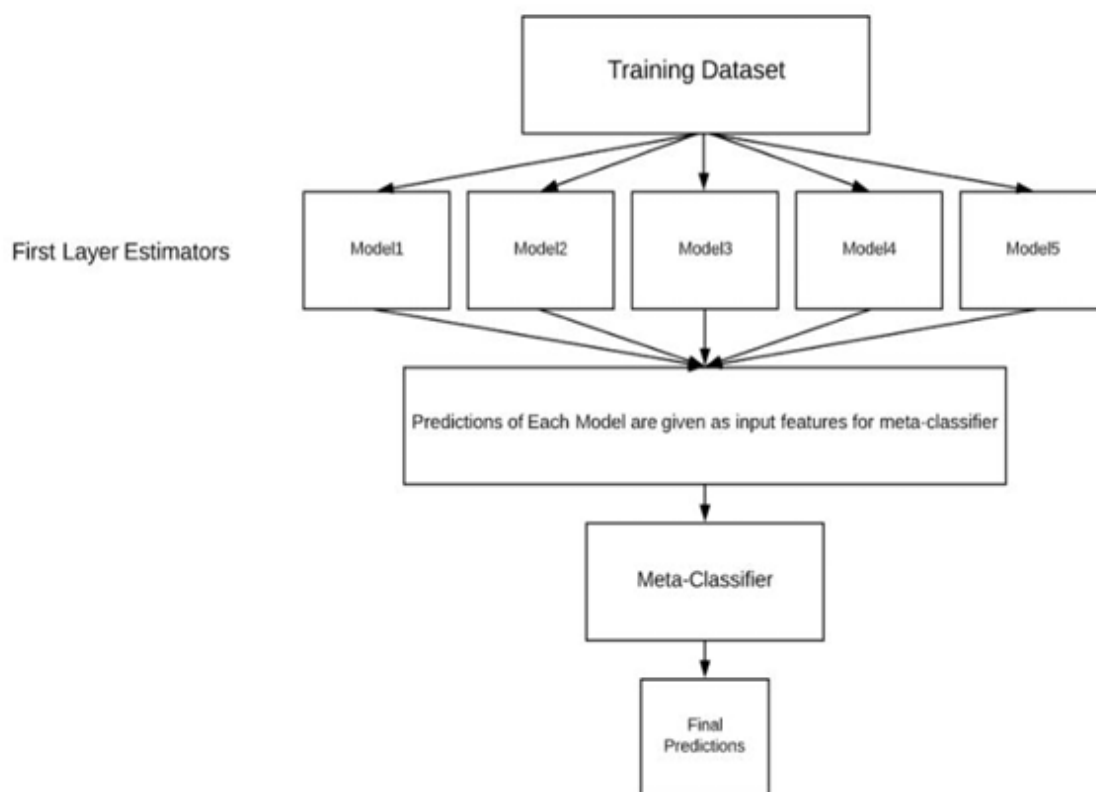 Training Dataset
First Layer Estimators
Model1
Model2
Model3
Model4
Model5
Predictions of Each Model are given as input features for meta-classifier
Meta-Classifier
Final
Predictions